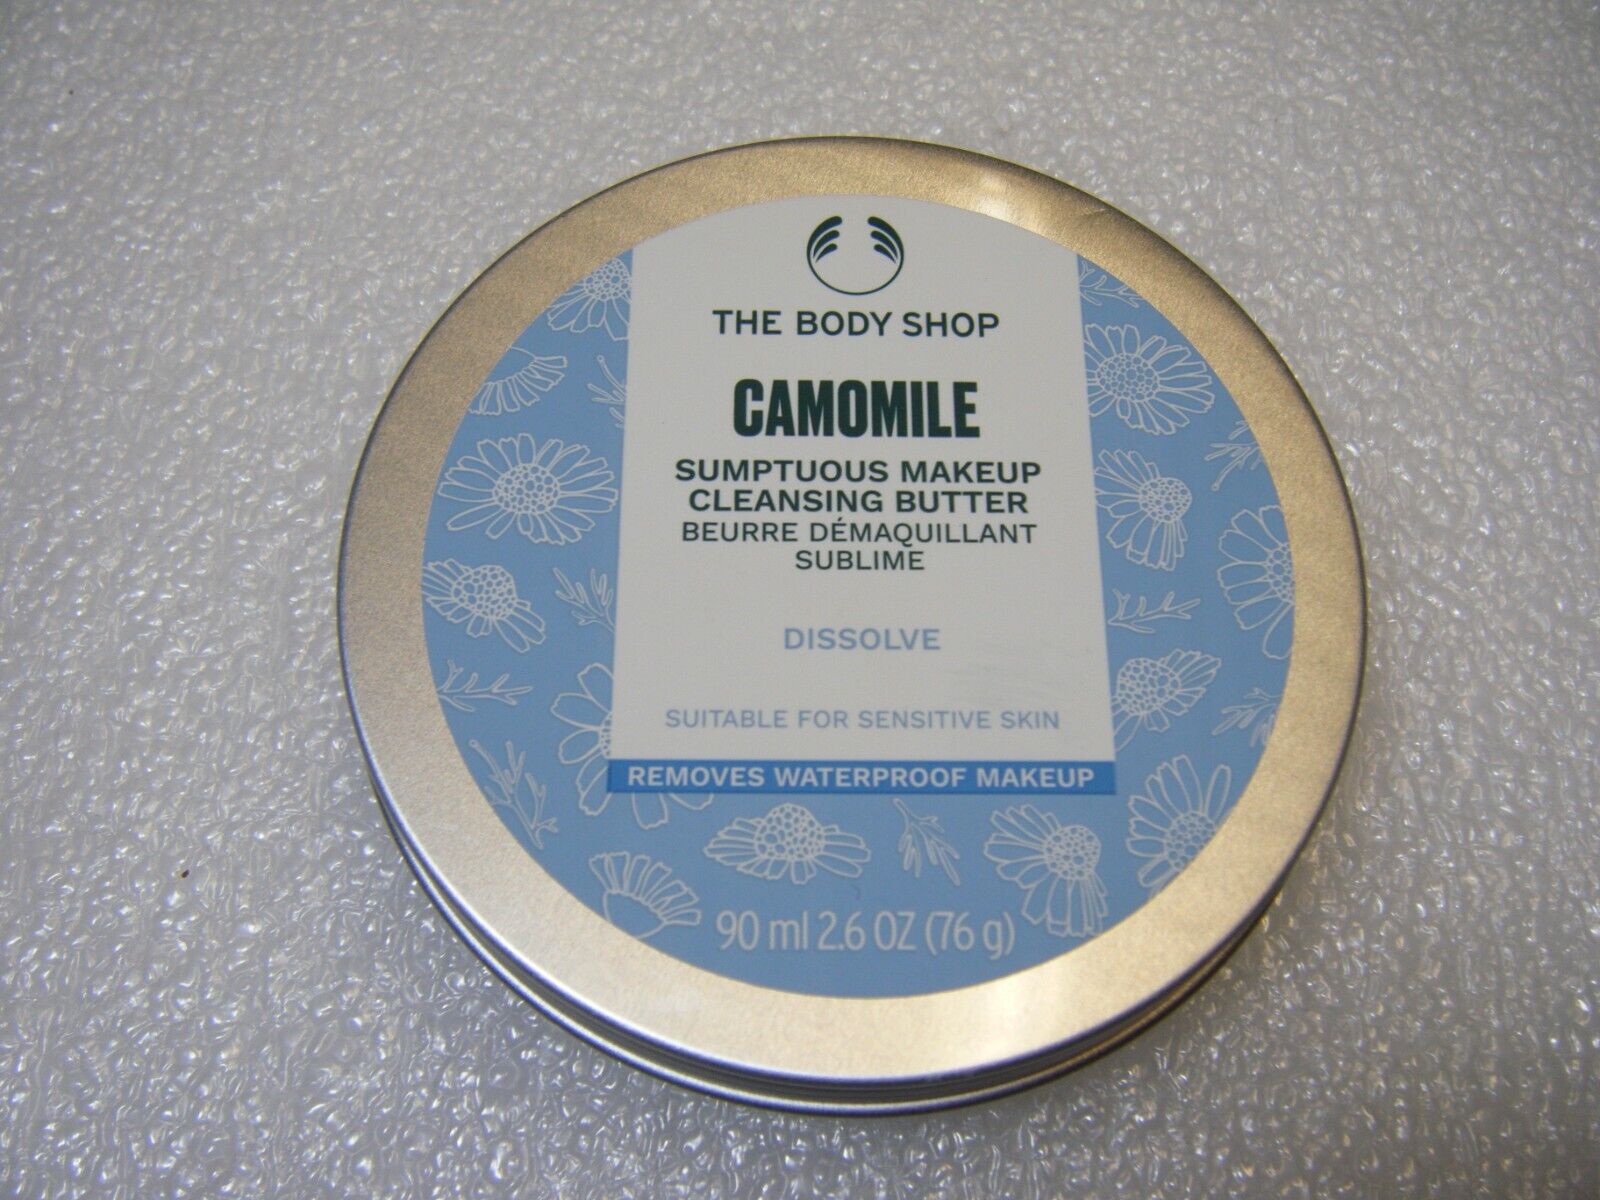 THE BODY SHOP
CAMOMILE
SUMPTUOUS MAKEUP
CLEANSING BUTTER
BEURRE DÉMAQUILLANT
SUBLIME
DISSOLVE
SUITABLE FOR SENSITIVE SKIN
REMOVES WATERPROOF MAKEUP
90 ml 2.6 OZ (76 g)